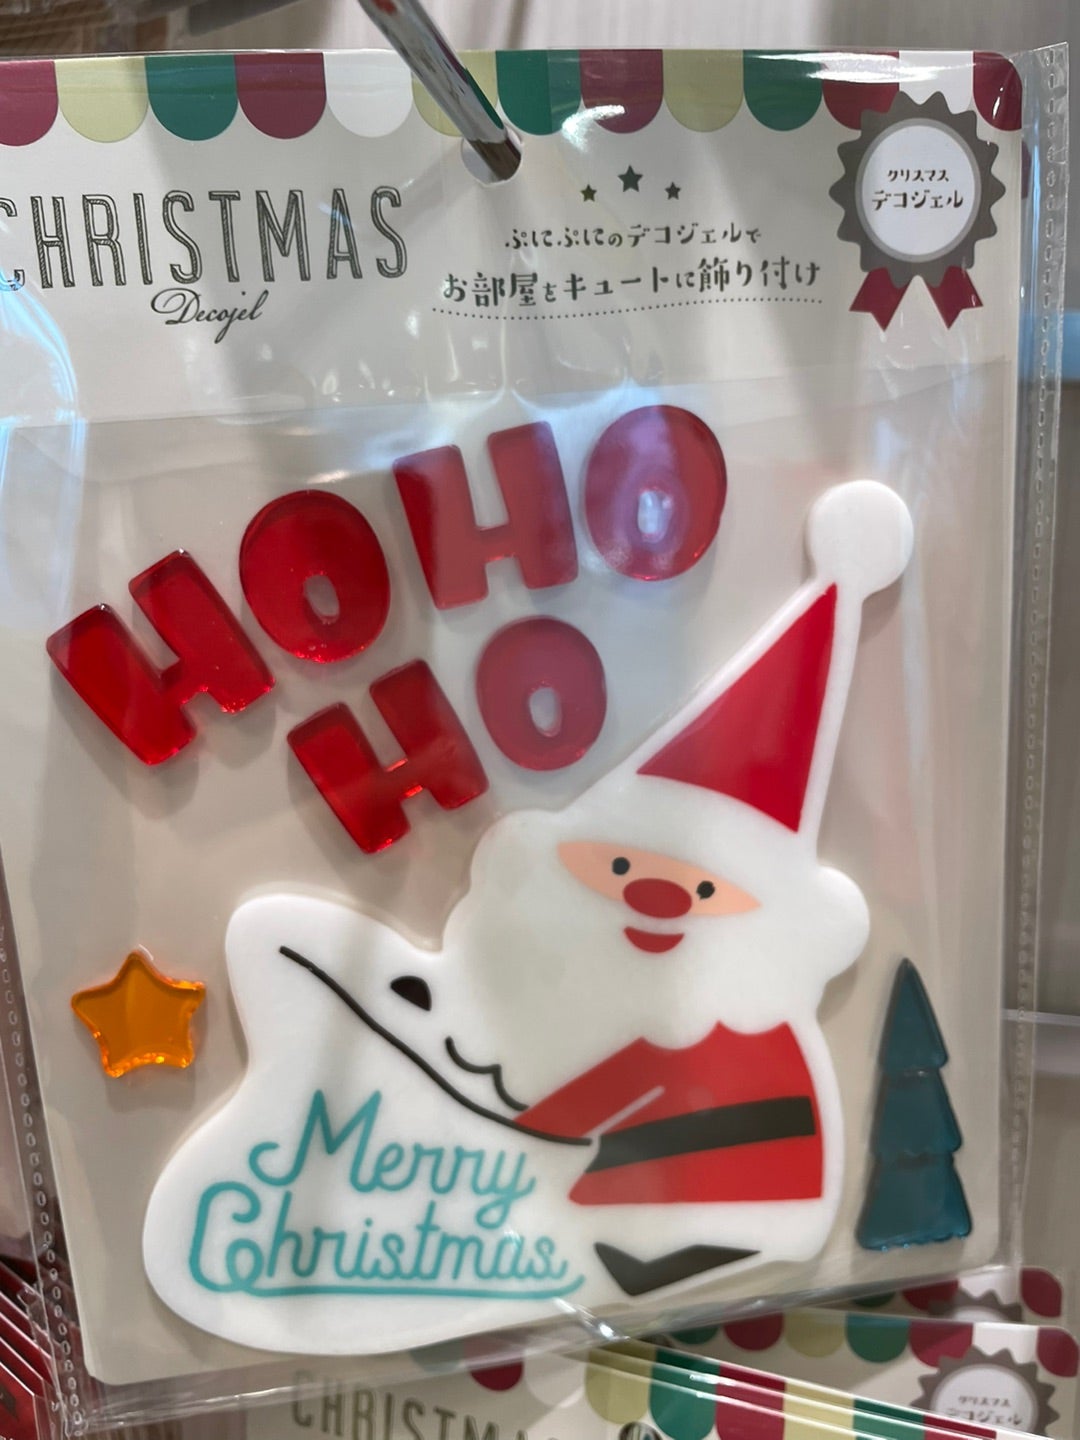 CHRISTMAS
Decojel
ぷにぷにのデコジェルで
お部屋をキュートに飾り付け
クリスマス
デコジェル
HOHO
HO
Merry
Christmas
CHRISTMAS
クリスマス
デコジェル